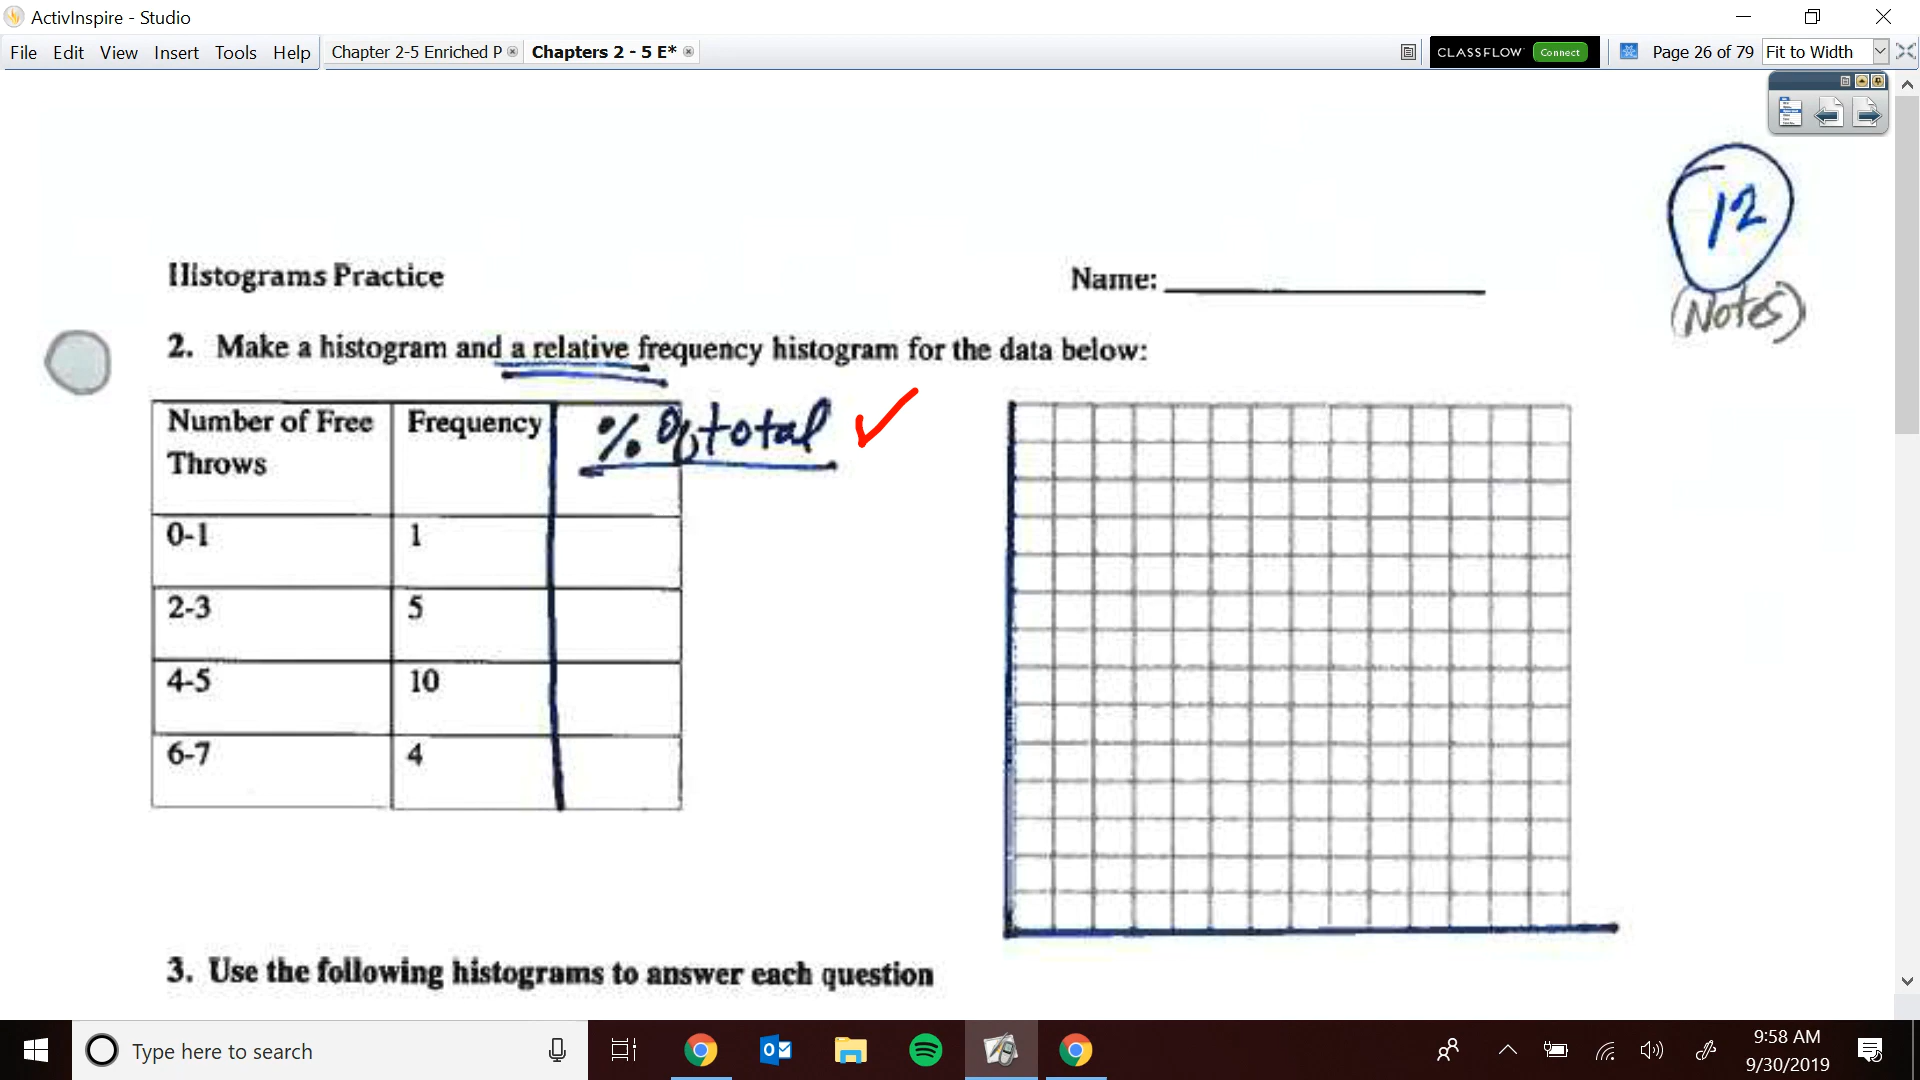 ActivInspire - Studio
File Edit View Insert Tools Help
Chapter 2-5 Enriched P
Chapters 2 - 5 E*
CLASSFLOW Connect
Page 26 of 79
Fit to Width
12
(Notes)
Histograms Practice
Name:
2. Make a histogram and a relative frequency histogram for the data below:
Number of Free Throws Frequency % of total
0-1 1
2-3 5
4-5 10
6-7 4
3. Use the following histograms to answer each question
Type here to search
9:58 AM
9/30/2019